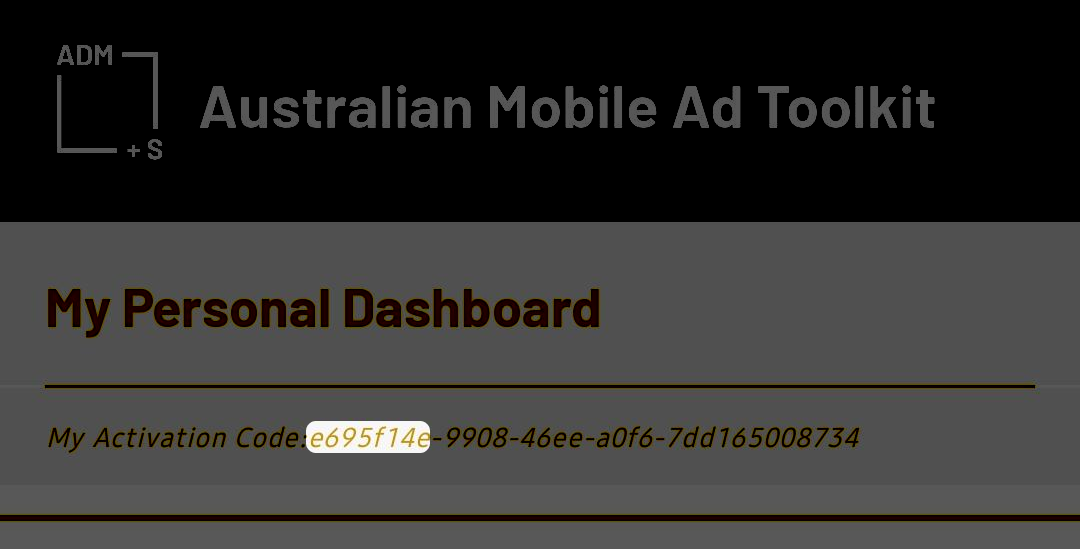 ADM
+ S
Australian Mobile Ad Toolkit
My Personal Dashboard
My Activation Code:e695f14e-9908-46ee-a0f6-7dd165008734